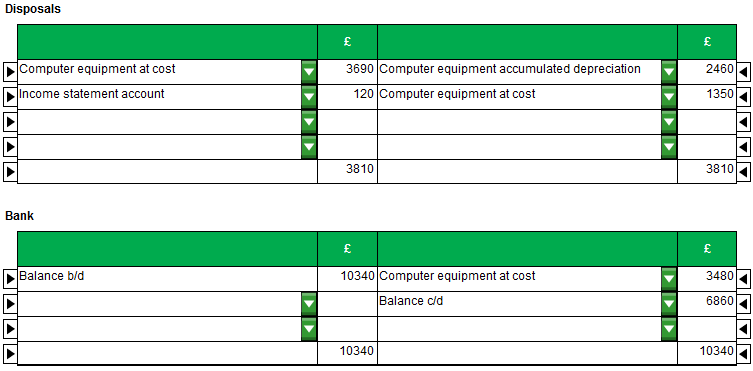 Disposals
£ £
Computer equipment at cost 3690 Computer equipment accumulated depreciation 2460
Income statement account 120 Computer equipment at cost 1350
3810 3810
Bank
£ £
Balance b/d 10340 Computer equipment at cost 3480
Balance c/d 6860
10340 10340